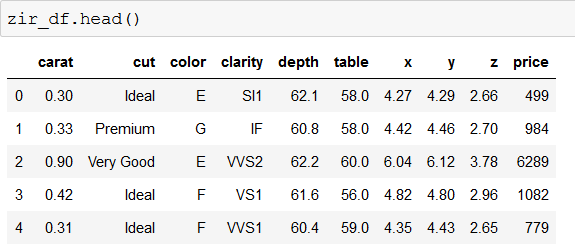 zir_df.head()
carat cut color clarity depth table x y z price
0 0.30 Ideal E SI1 62.1 58.0 4.27 4.29 2.66 499
1 0.33 Premium G IF 60.8 58.0 4.42 4.46 2.70 984
2 0.90 Very Good E VVS2 62.2 60.0 6.04 6.12 3.78 6289
3 0.42 Ideal F VS1 61.6 56.0 4.82 4.80 2.96 1082
4 0.31 Ideal F VVS1 60.4 59.0 4.35 4.43 2.65 779